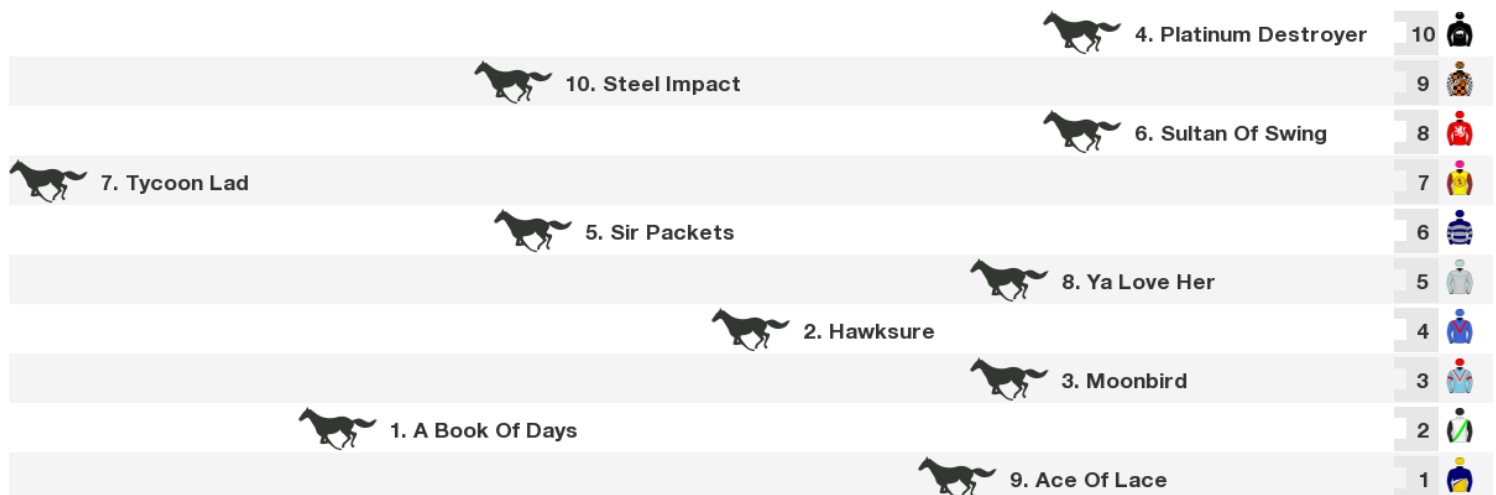 4. Platinum Destroyer 10
10. Steel Impact 9
6. Sultan Of Swing 8
7. Tycoon Lad 7
5. Sir Packets 6
8. Ya Love Her 5
2. Hawksure 4
3. Moonbird 3
1. A Book Of Days 2
9. Ace Of Lace 1